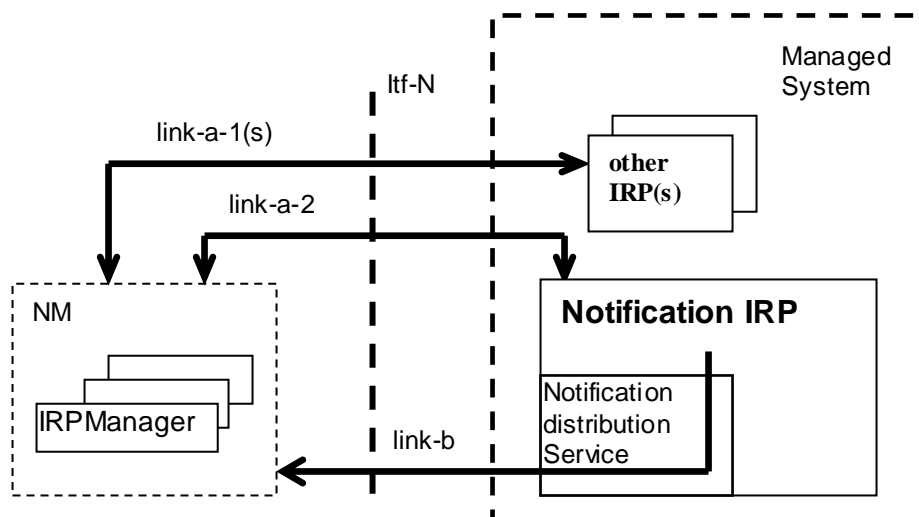 Managed
System
Itf-N
link-a-1(s)
other
IRP(s)
link-a-2
NM
Notification IRP
IRPManager
Notification
distribution
Service
link-b